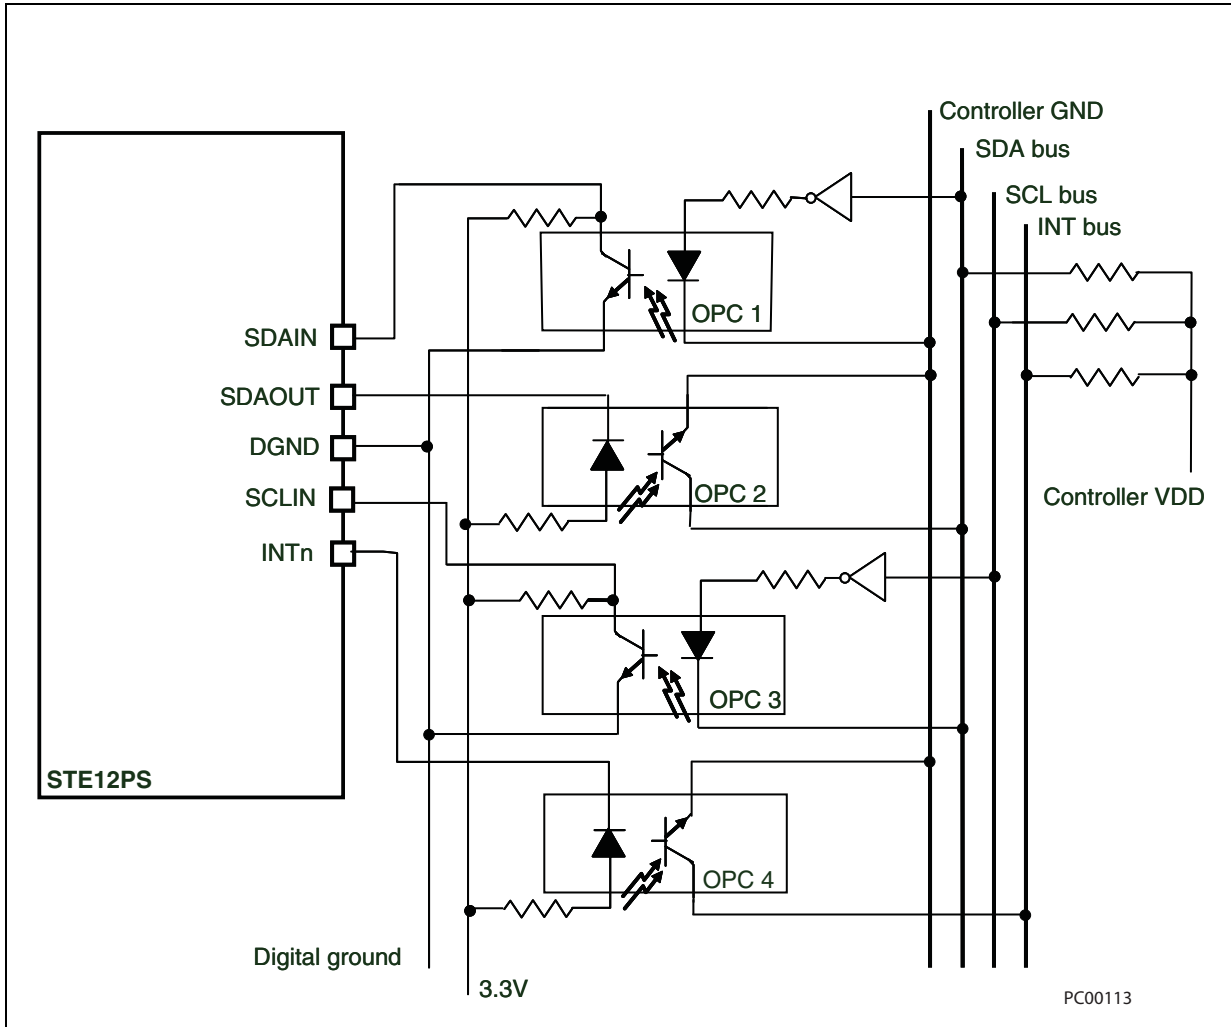 Controller GND
SDA bus
SCL bus
INT bus
OPC 1
SDAIN
SDAOUT
DGND
SCLIN
INTn
OPC 2
Controller VDD
OPC 3
STE12PS
OPC 4
Digital ground
3.3V
PC00113